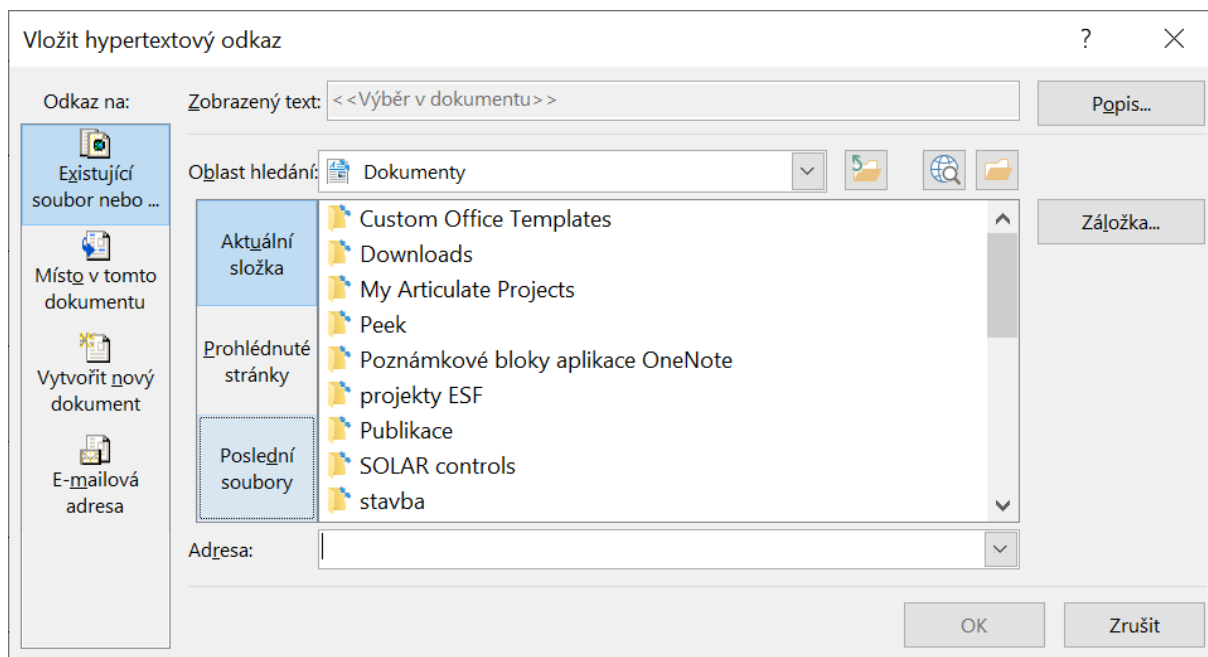 Vložit hypertextový odkaz
?
Odkaz na:
Zobrazený text:
<<Výběr v dokumentu>>
Popis...
Existující
soubor nebo ...
Místo v tomto
dokumentu
Vytvořit nový
dokument
E-mailová
adresa
Oblast hledání:
Dokumenty
Aktuální
složka
Prohlédnuté
stránky
Poslední
soubory
Custom Office Templates
Downloads
My Articulate Projects
Peek
Poznámkové bloky aplikace OneNote
projekty ESF
Publikace
SOLAR controls
stavba
Záložka...
Adresa:
OK
Zrušit